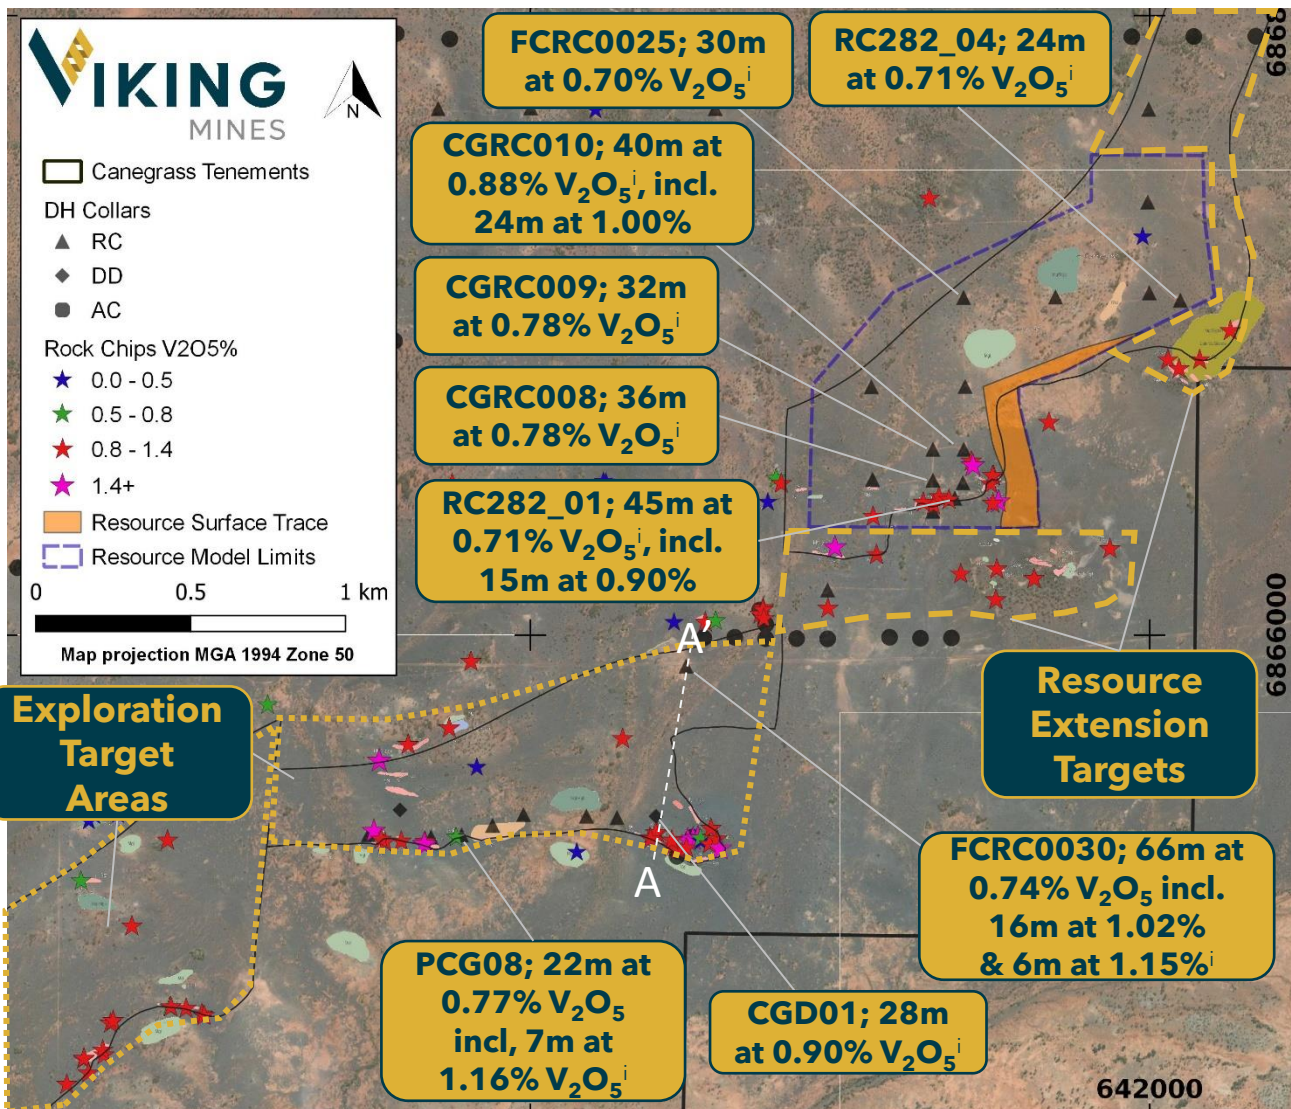 VIKING
MINES
N
Canegrass Tenements
DH Collars
RC
DD
AC
Rock Chips V2O5%
0.0 - 0.5
0.5 - 0.8
0.8 - 1.4
1.4+
Resource Surface Trace
Resource Model Limits
0 0.5 1 km
Map projection MGA 1994 Zone 50
FCRC0025; 30m
at 0.70% V₂O₅ⁱ
RC282_04; 24m
at 0.71% V₂O₅ⁱ
CGRC010; 40m at
0.88% V₂O₅ⁱ, incl.
24m at 1.00%
CGRC009; 32m
at 0.78% V₂O₅ⁱ
CGRC008; 36m
at 0.78% V₂O₅ⁱ
RC282_01; 45m at
0.71% V₂O₅ⁱ, incl.
15m at 0.90%
6866000
A'
A
Exploration
Target
Areas
Resource
Extension
Targets
FCRC0030; 66m at
0.74% V₂O₅ incl.
16m at 1.02%
& 6m at 1.15%ⁱ
PCG08; 22m at
0.77% V₂O₅
incl, 7m at
1.16% V₂O₅ⁱ
CGD01; 28m
at 0.90% V₂O₅ⁱ
642000